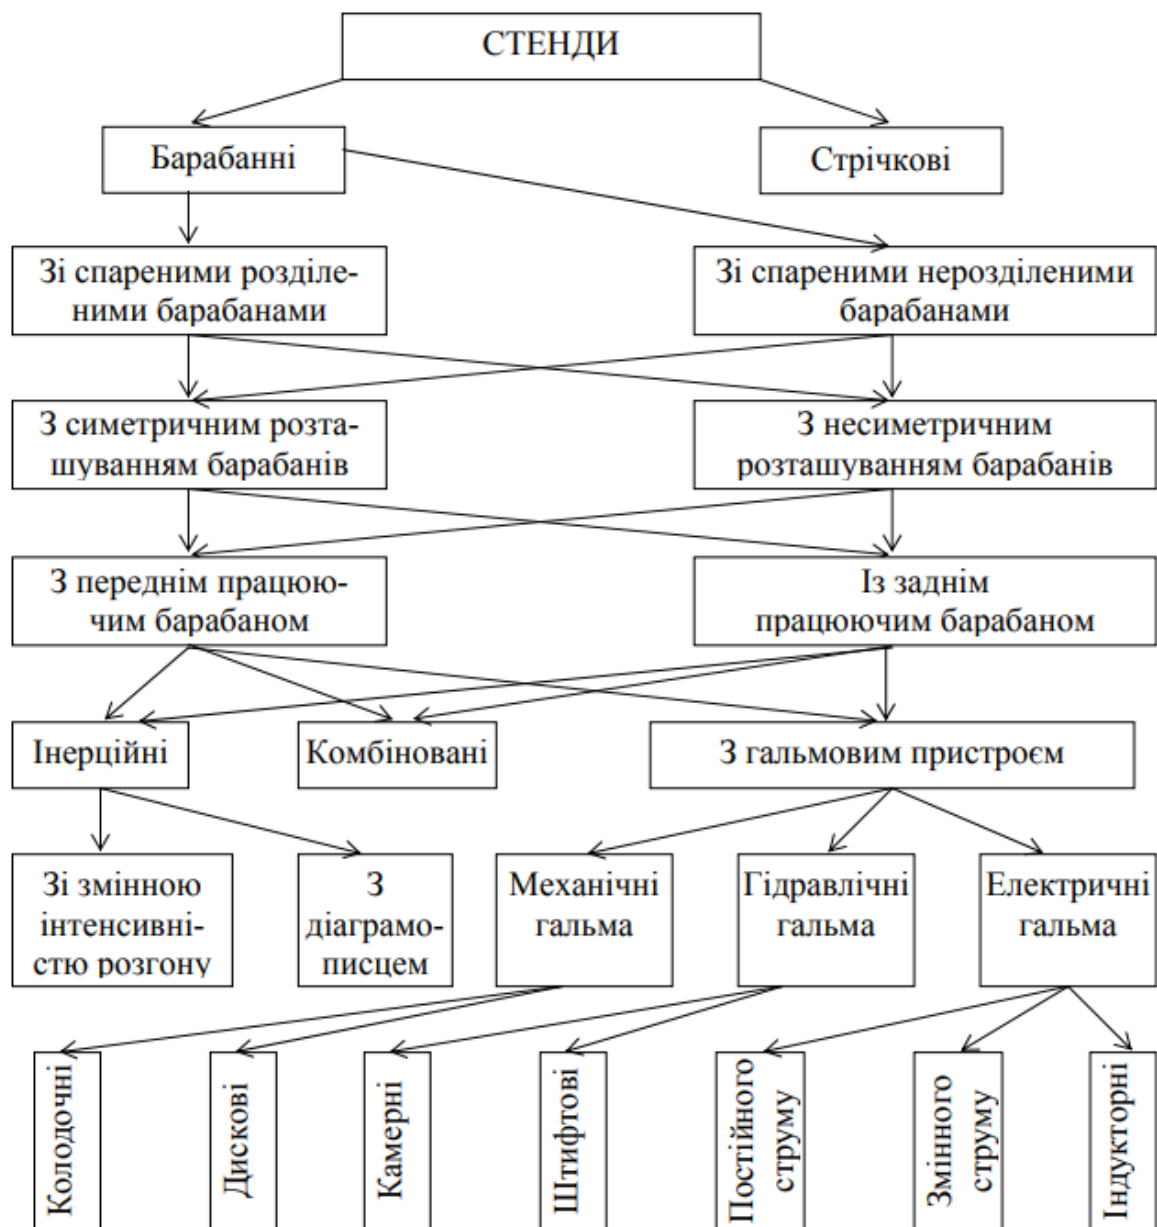 СТЕНДИ
Барабанні
Стрічкові
Зі спареними розділе-
ними барабанами
Зі спареними нерозділеними
барабанами
З симетричним розта-
шуванням барабанів
З несиметричним
розташуванням барабанів
З переднім працюю-
чим барабаном
Із заднім
працюючим барабаном
Інерційні
Комбіновані
З гальмовим пристроєм
Зі змінною
інтенсивні-
стю розгону
З
діаграмо-
писцем
Механічні
гальма
Гідравлічні
гальма
Електричні
гальма
Колодочні
Дискові
Камерні
Штифтові
Постійного
струму
Змінного
струму
Індукторні